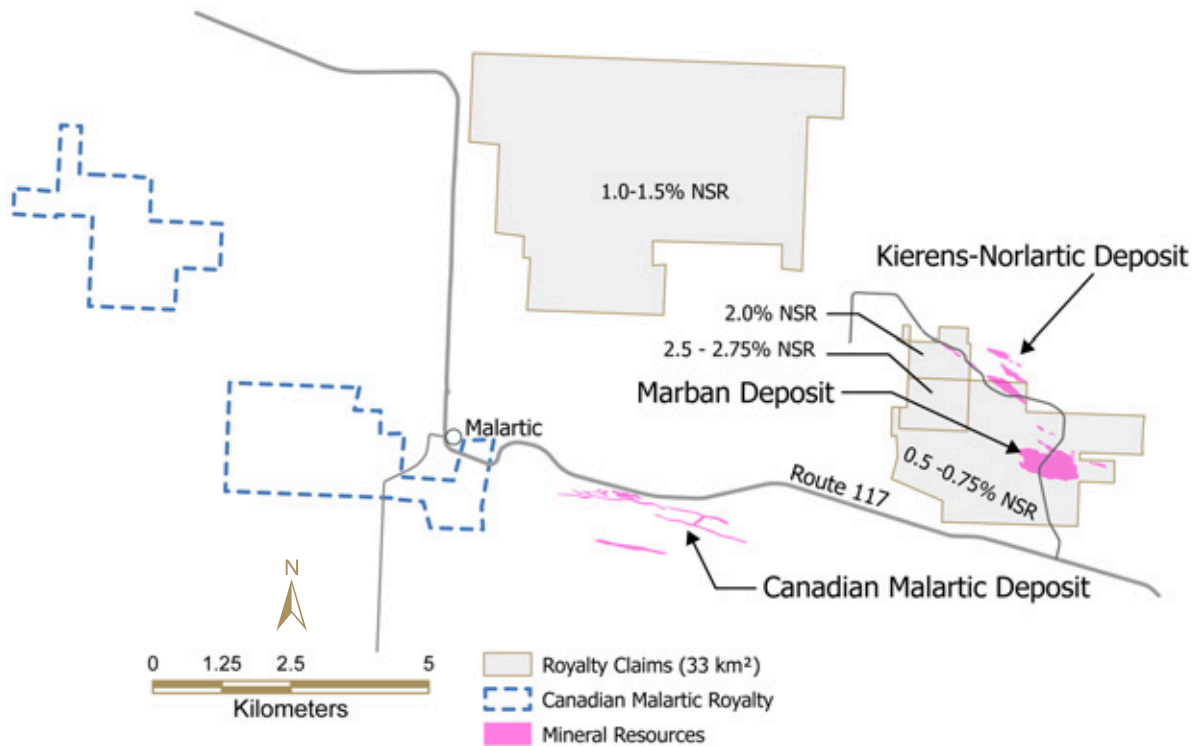 1.0-1.5% NSR
Kierens-Norlartic Deposit
2.0% NSR
2.5 - 2.75% NSR
Marban Deposit
Malartic
0.5 -0.75% NSR
Route 117
Canadian Malartic Deposit
N
0 1.25 2.5 5
Kilometers
Royalty Claims (33 km²)
Canadian Malartic Royalty
Mineral Resources